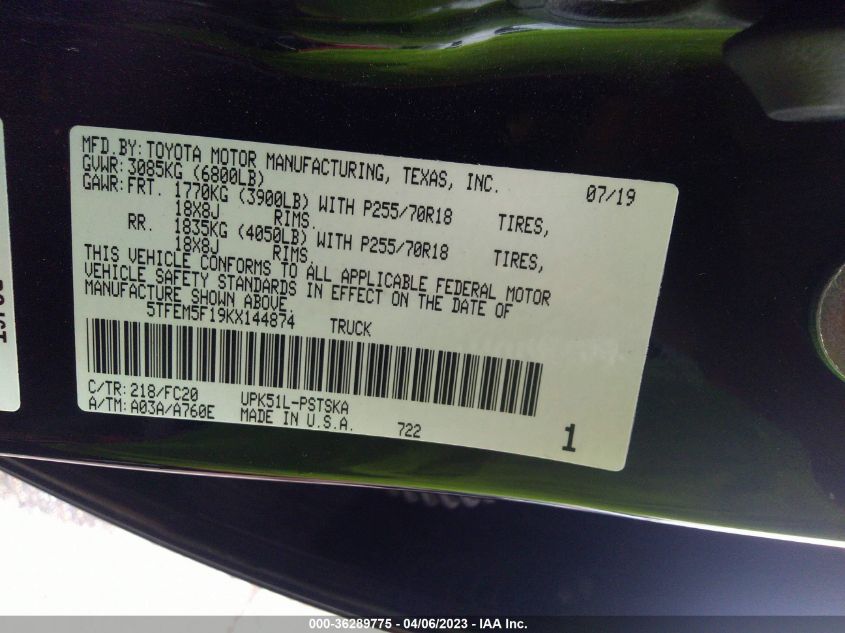 MFD.BY:TOYOTA MOTOR MANUFACTURING, TEXAS, INC. 07/19
GVWR:3085KG (6800LB)
GAWR:FRT. 1770KG (3900LB) WITH P255/70R18 TIRES,
18X8J RIMS.
RR. 1835KG (4050LB) WITH P255/70R18 TIRES,
18X8J RIMS.
THIS VEHICLE CONFORMS TO ALL APPLICABLE FEDERAL MOTOR
VEHICLE SAFETY STANDARDS IN EFFECT ON THE DATE OF
MANUFACTURE SHOWN ABOVE.
5TFEM5F19KX144874 TRUCK
C/TR:218/FC20 UPK51L-PSTSKA
A/TM:A03A/A760E MADE IN U.S.A. 722 1
000-36289775 - 04/06/2023 - IAAI.com.